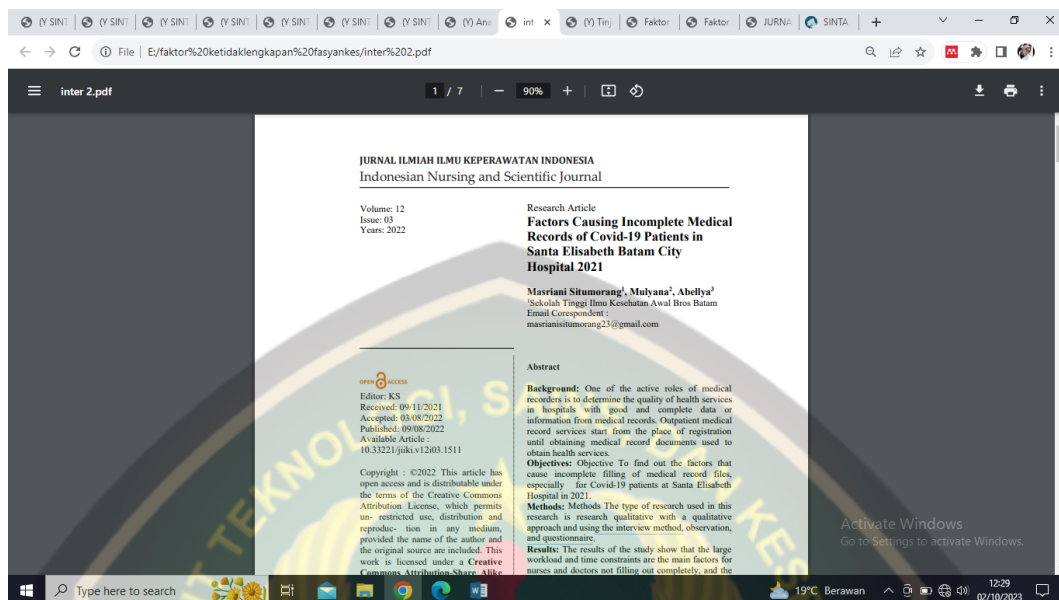 (Y SINT
(Y SINT
(Y SINT
(Y SINT
(Y SINT
(Y SINT
(Y SINT
(Y) Ana
int
(Y) Tinj
Faktor
Faktor
JURNA
SINTA
File | E:/faktor%20ketidaklengkapan%20fasyankes/inter%202.pdf
inter 2.pdf
1 / 7
90%
JURNAL ILMIAH ILMU KEPERAWATAN INDONESIA
Indonesian Nursing and Scientific Journal
Volume: 12
Issue: 03
Years: 2022
Research Article
Factors Causing Incomplete Medical
Records of Covid-19 Patients in
Santa Elisabeth Batam City
Hospital 2021
Masriani Situmorang¹, Mulyana², Abellya³
¹Sekolah Tinggi Ilmu Kesehatan Awal Bros Batam
Email Corespondent :
masrianisitumorang23@gmail.com
OPEN ACCESS
Editor: KS
Received: 09/11/2021
Accepted: 03/08/2022
Published: 09/08/2022
Available Article :
10.33221/jiiki.v12i03.1511
Copyright : ©2022 This article has
open access and is distributable under
the terms of the Creative Commons
Attribution License, which permits
un- restricted use, distribution and
reproduc- tion in any medium,
provided the name of the author and
the original source are included. This
work is licensed under a Creative
Commons Attribution-Share Alike
Abstract
Background: One of the active roles of medical
recorders is to determine the quality of health services
in hospitals with good and complete data or
information from medical records. Outpatient medical
record services start from the place of registration
until obtaining medical record documents used to
obtain health services.
Objectives: Objective To find out the factors that
cause incomplete filling of medical record files,
especially for Covid-19 patients at Santa Elisabeth
Hospital in 2021.
Methods: Methods The type of research used in this
research is research qualitative with a qualitative
approach and using the interview method, observation,
and questionnaire.
Results: The results of the study show that the large
workload and time constraints are the main factors for
nurses and doctors not filling out completely, and the
TEKNOLOGI, SAINS, DAN KES
Activate Windows
Go to Settings to activate Windows.
Type here to search
19°C Berawan
12:29
02/10/2023